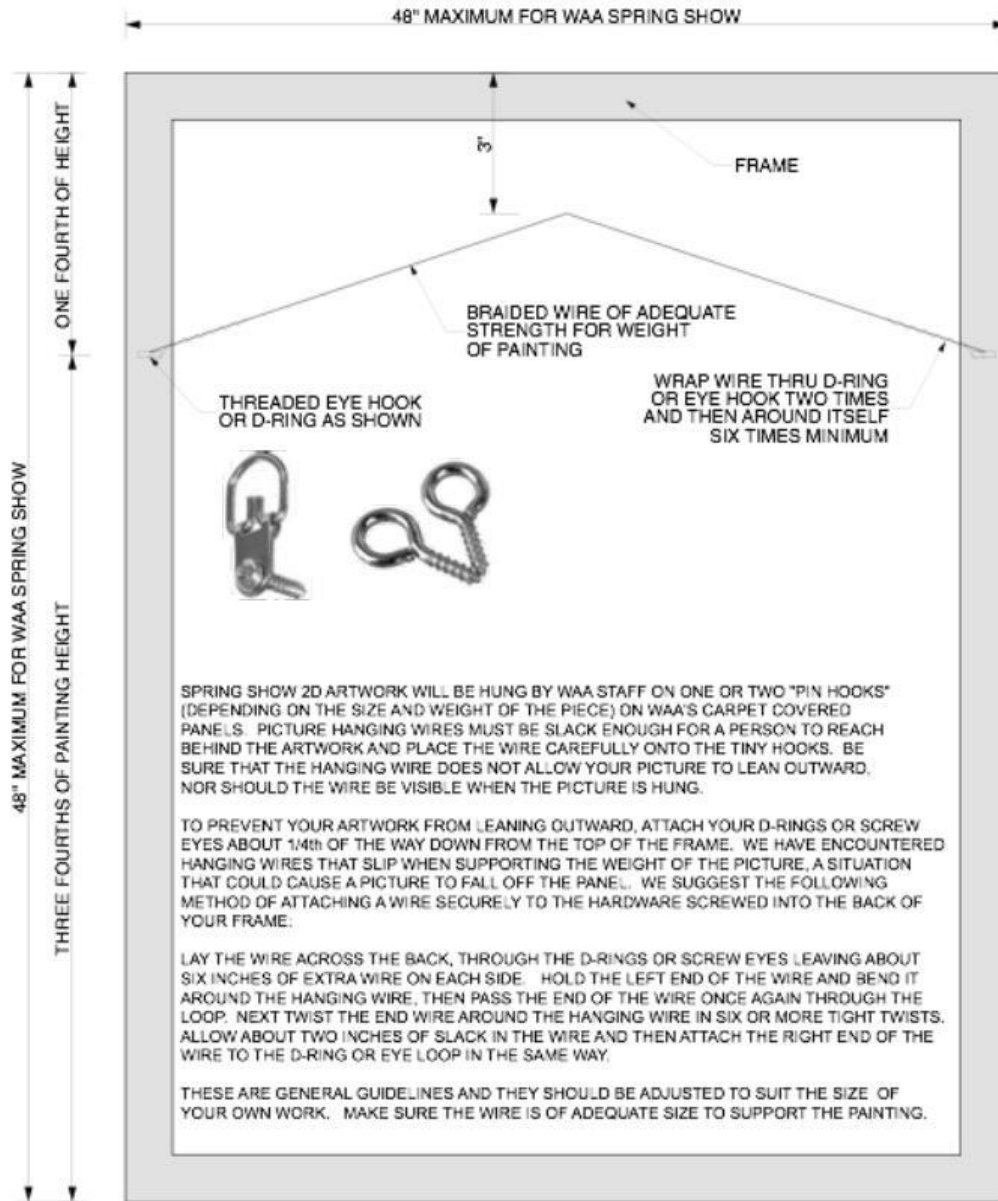 48" MAXIMUM FOR WAA SPRING SHOW
ONE FOURTH OF HEIGHT
3"
FRAME
BRAIDED WIRE OF ADEQUATE
STRENGTH FOR WEIGHT
OF PAINTING
THREADED EYE HOOK
OR D-RING AS SHOWN
WRAP WIRE THRU D-RING
OR EYE HOOK TWO TIMES
AND THEN AROUND ITSELF
SIX TIMES MINIMUM
48" MAXIMUM FOR WAA SPRING SHOW
THREE FOURTHS OF PAINTING HEIGHT
SPRING SHOW 2D ARTWORK WILL BE HUNG BY WAA STAFF ON ONE OR TWO "PIN HOOKS"
(DEPENDING ON THE SIZE AND WEIGHT OF THE PIECE) ON WAA'S CARPET COVERED
PANELS. PICTURE HANGING WIRES MUST BE SLACK ENOUGH FOR A PERSON TO REACH
BEHIND THE ARTWORK AND PLACE THE WIRE CAREFULLY ONTO THE TINY HOOKS. BE
SURE THAT THE HANGING WIRE DOES NOT ALLOW YOUR PICTURE TO LEAN OUTWARD,
NOR SHOULD THE WIRE BE VISIBLE WHEN THE PICTURE IS HUNG.
TO PREVENT YOUR ARTWORK FROM LEANING OUTWARD, ATTACH YOUR D-RINGS OR SCREW
EYES ABOUT 1/4th OF THE WAY DOWN FROM THE TOP OF THE FRAME. WE HAVE ENCOUNTERED
HANGING WIRES THAT SLIP WHEN SUPPORTING THE WEIGHT OF THE PICTURE, A SITUATION
THAT COULD CAUSE A PICTURE TO FALL OFF THE PANEL. WE SUGGEST THE FOLLOWING
METHOD OF ATTACHING A WIRE SECURELY TO THE HARDWARE SCREWED INTO THE BACK OF
YOUR FRAME:
LAY THE WIRE ACROSS THE BACK, THROUGH THE D-RINGS OR SCREW EYES LEAVING ABOUT
SIX INCHES OF EXTRA WIRE ON EACH SIDE. HOLD THE LEFT END OF THE WIRE AND BEND IT
AROUND THE HANGING WIRE, THEN PASS THE END OF THE WIRE ONCE AGAIN THROUGH THE
LOOP. NEXT TWIST THE END WIRE AROUND THE HANGING WIRE IN SIX OR MORE TIGHT TWISTS.
ALLOW ABOUT TWO INCHES OF SLACK IN THE WIRE AND THEN ATTACH THE RIGHT END OF THE
WIRE TO THE D-RING OR EYE LOOP IN THE SAME WAY.
THESE ARE GENERAL GUIDELINES AND THEY SHOULD BE ADJUSTED TO SUIT THE SIZE OF
YOUR OWN WORK. MAKE SURE THE WIRE IS OF ADEQUATE SIZE TO SUPPORT THE PAINTING.